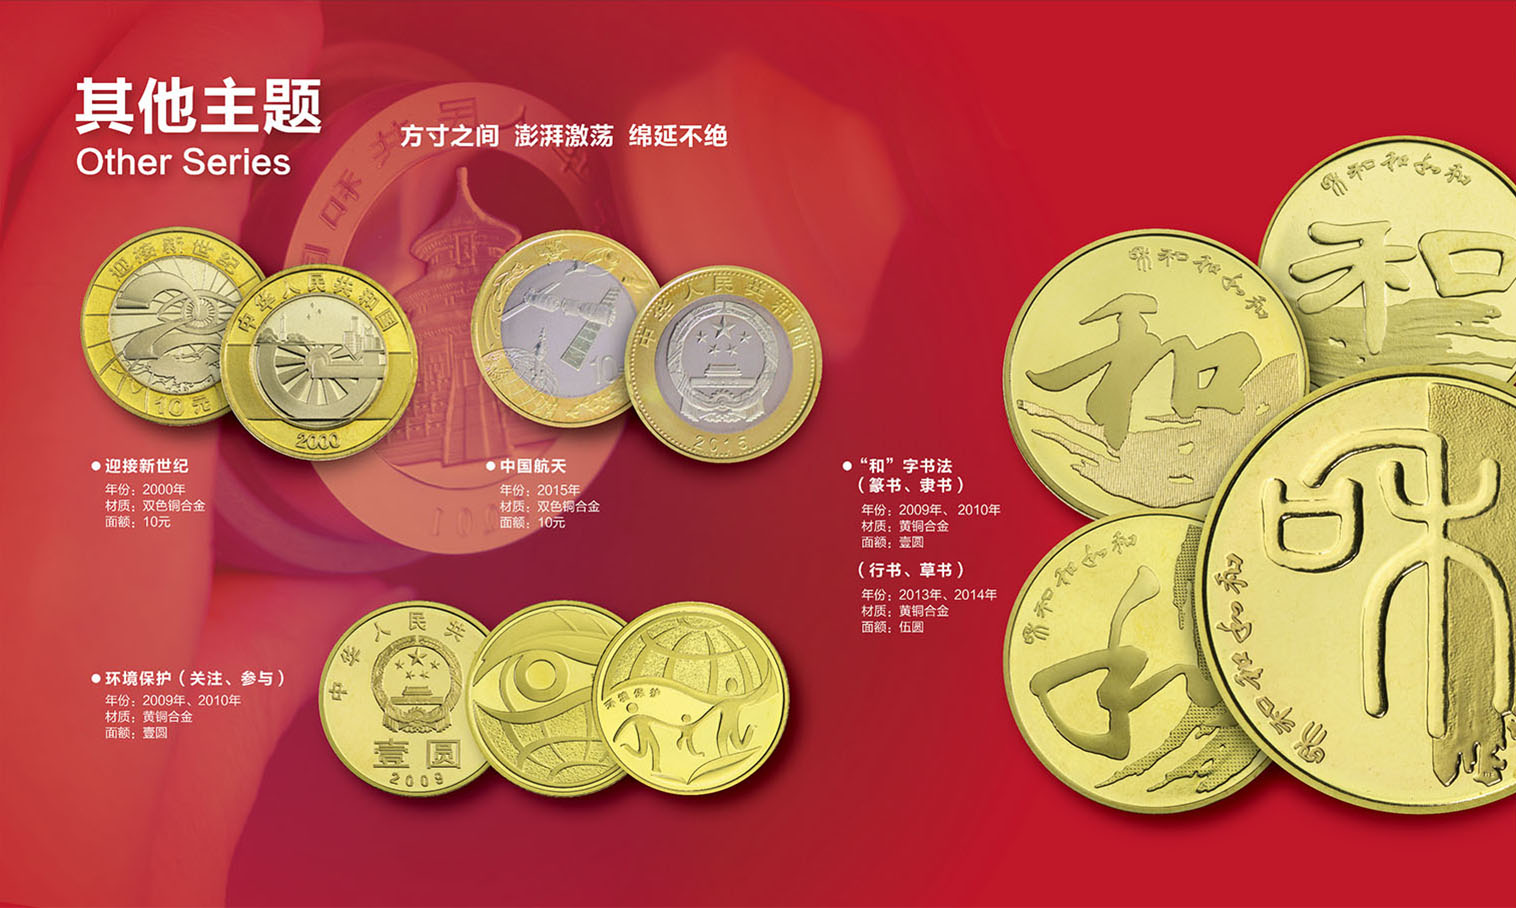 其他主题
Other Series
方寸之间 澎湃激荡 绵延不绝
迎接新世纪
10元
中华人民共和国
2000
10
中华人民共和国
2015
● 迎接新世纪
年份：2000年
材质：双色铜合金
面额：10元
● 中国航天
年份：2015年
材质：双色铜合金
面额：10元
● “和”字书法
（篆书、隶书）
年份：2009年、2010年
材质：黄铜合金
面额：壹圆
（行书、草书）
年份：2013年、2014年
材质：黄铜合金
面额：伍圆
● 环境保护（关注、参与）
年份：2009年、2010年
材质：黄铜合金
面额：壹圆
中华人民共
壹圆
2009
环境保护
和
和
和
和